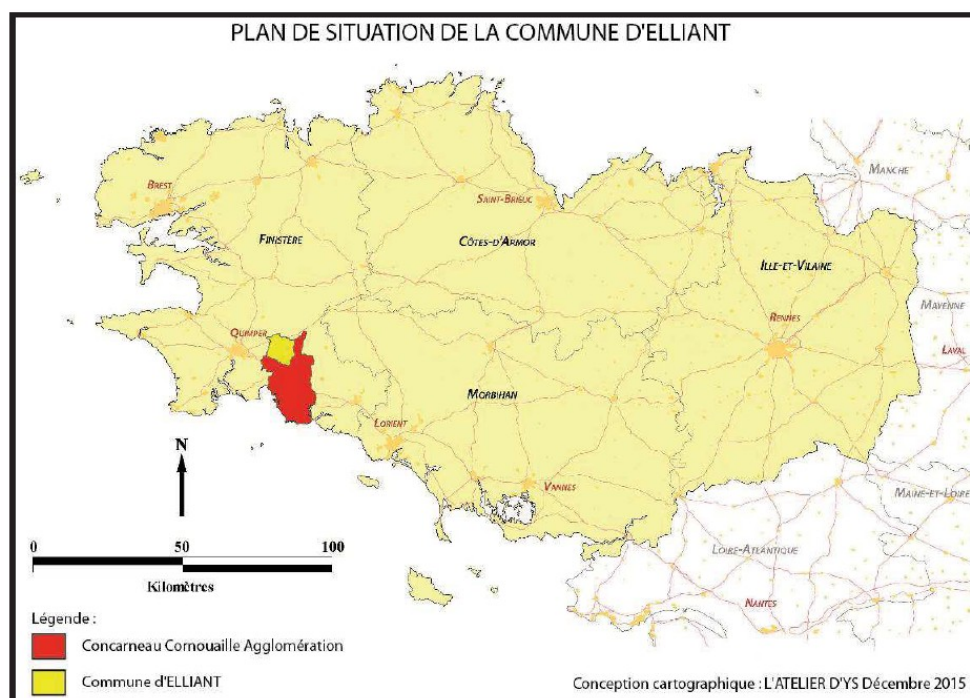 PLAN DE SITUATION DE LA COMMUNE D'ELLIANT
MANCHE
BREST
SAINT-BRIEUC
FINISTÈRE
CÔTES-D'ARMOR
ILLE-ET-VILAINE
MAYENNE
QUIMPER
RENNES
LAVAL
MORBIHAN
LORIENT
N
VANNES
MAINE-ET-LOIRE
0 50 100
LOIRE-ATLANTIQUE
Kilomètres
NANTES
Légende :
Concarneau Cornouaille Agglomération
Commune d'ELLIANT
Conception cartographique : L'ATELIER D'YS Décembre 2015